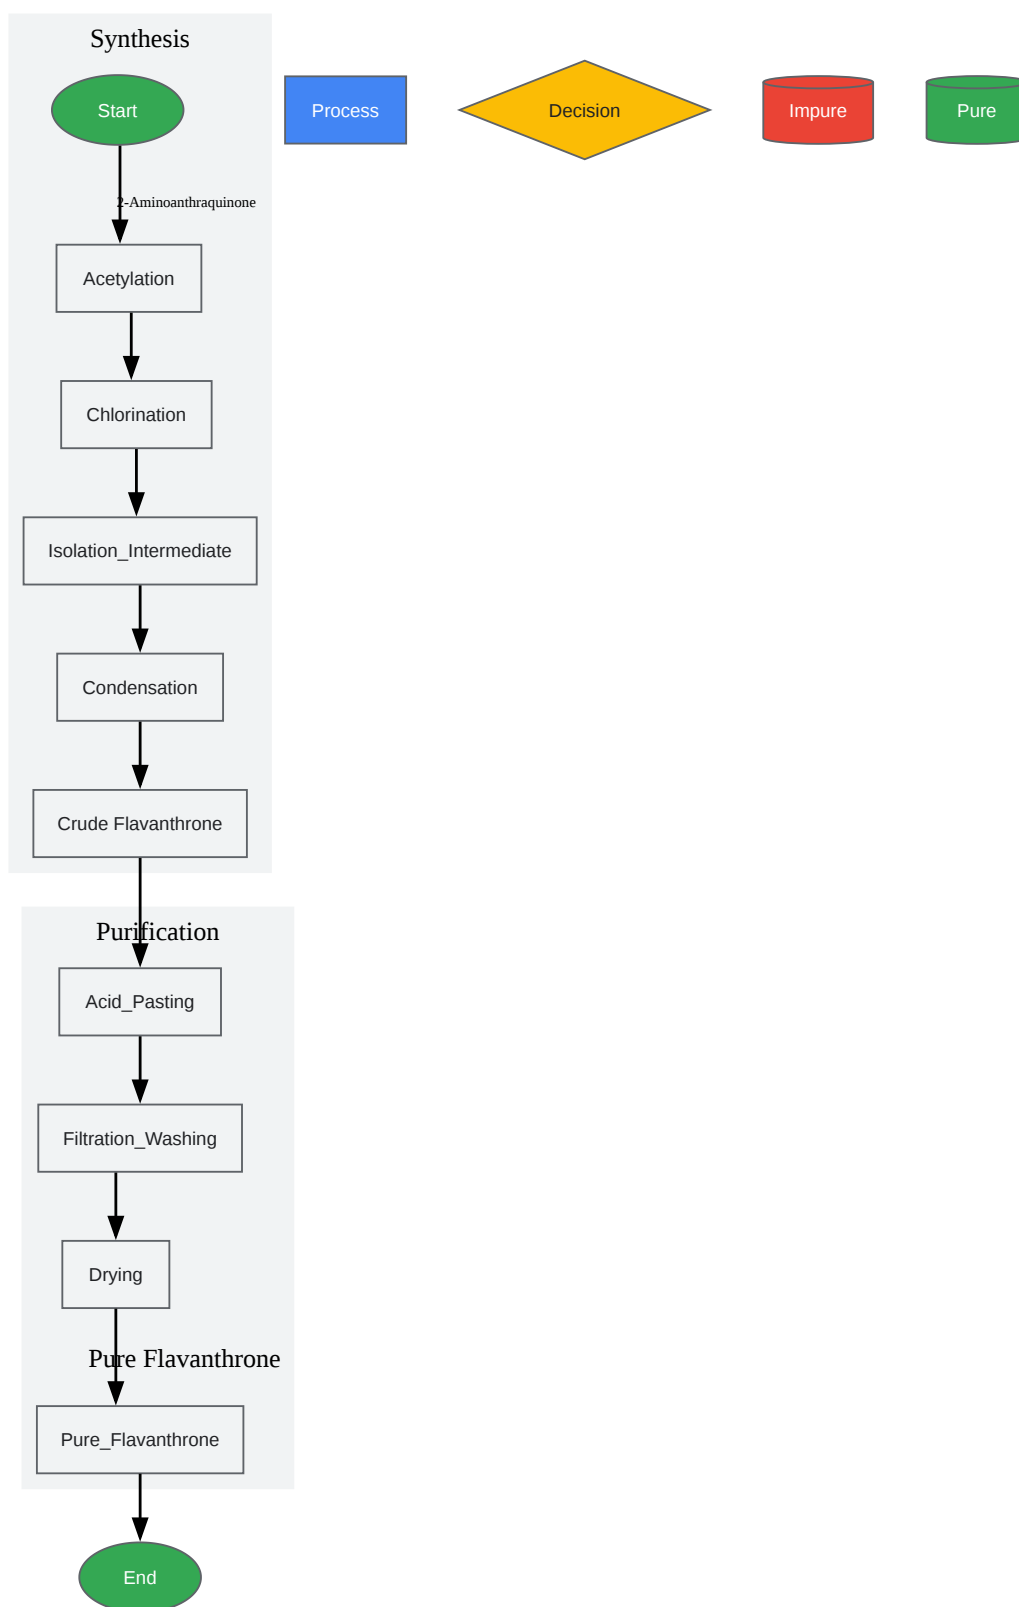 Synthesis
Start
Process
Decision
Impure
Pure
2-Aminoanthraquinone
Acetylation
Chlorination
Isolation_Intermediate
Condensation
Crude Flavanthrone
Purification
Acid_Pasting
Filtration_Washing
Drying
Pure Flavanthrone
Pure_Flavanthrone
End